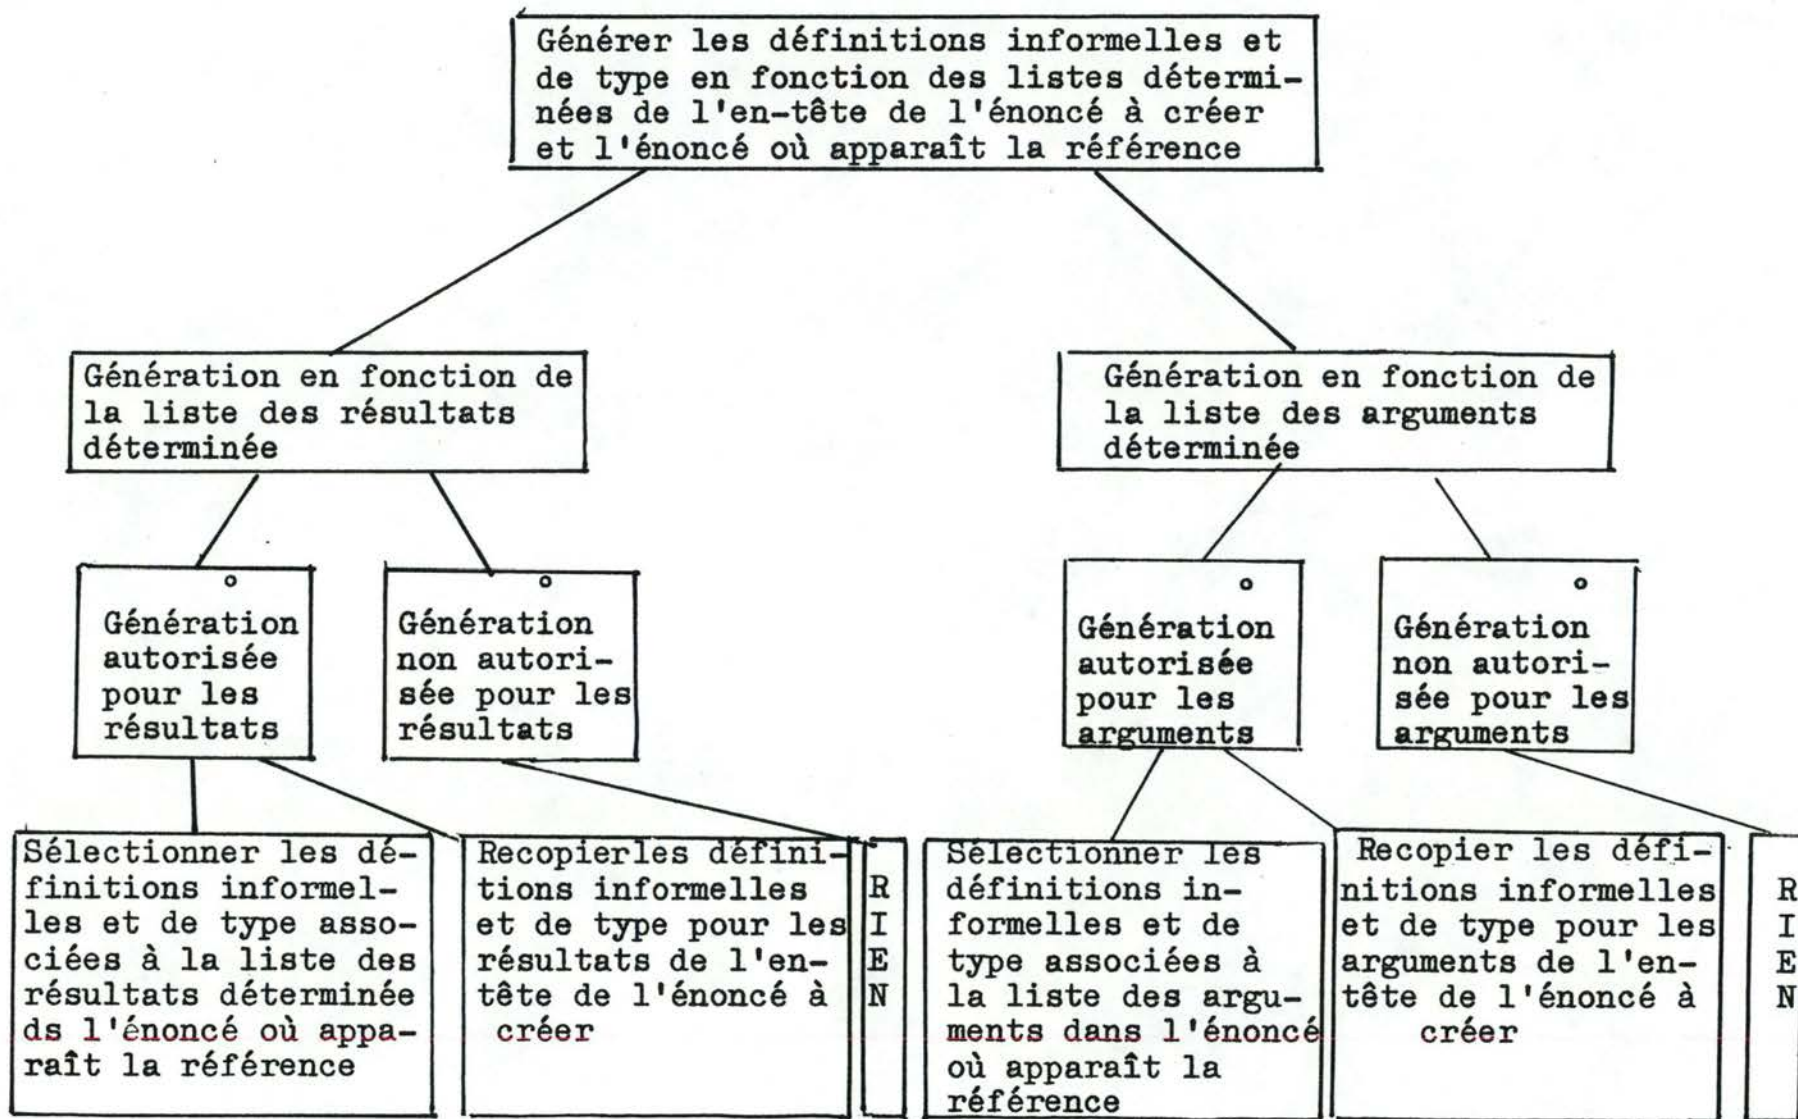 Générer les définitions informelles et
de type en fonction des listes détermi-
nées de l'en-tête de l'énoncé à créer
et l'énoncé où apparaît la référence
Génération en fonction de
la liste des résultats
déterminée
Génération en fonction de
la liste des arguments
déterminée
Génération
autorisée
pour les
résultats
Génération
non autori-
sée pour les
résultats
Génération
autorisée
pour les
arguments
Génération
non autori-
sée pour les
arguments
Sélectionner les dé-
finitions informel-
les et de type asso-
ciées à la liste des
résultats déterminée
ds l'énoncé où appa-
raît la référence
Recopierles défini-
tions informelles
et de type pour les
résultats de l'en-
tête de l'énoncé à
créer
R
I
E
N
Sélectionner les
définitions in-
formelles et de
type associées à
la liste des argu-
ments dans l'énoncé
où apparaît la
référence
Recopier les défi-
nitions informelles
et de type pour les
arguments de l'en-
tête de l'énoncé à
créer
R
I
E
N